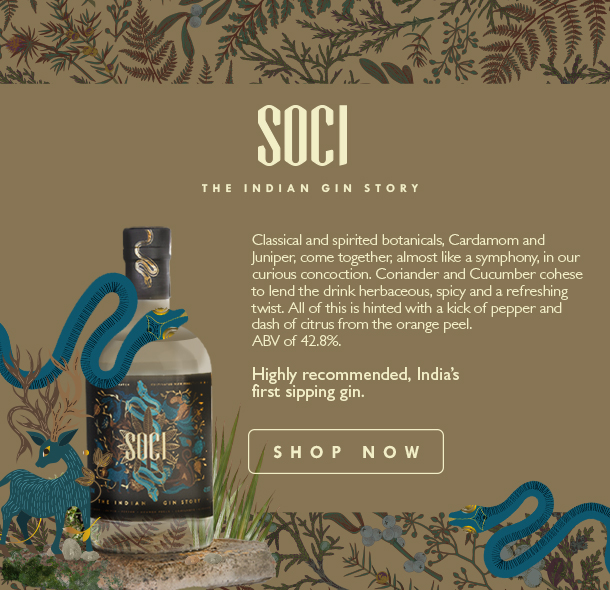 SOCI
THE INDIAN GIN STORY
Classical and spirited botanicals, Cardamom and
Juniper, come together, almost like a symphony, in our
curious concoction. Coriander and Cucumber cohese
to lend the drink herbaceous, spicy and a refreshing
twist. All of this is hinted with a kick of pepper and
dash of citrus from the orange peel.
ABV of 42.8%.
Highly recommended, India's
first sipping gin.
SHOP NOW
SOCI
THE INDIAN GIN STORY